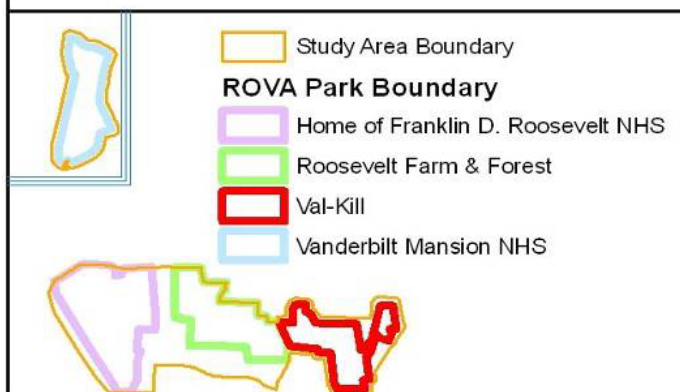 Study Area Boundary
ROVA Park Boundary
Home of Franklin D. Roosevelt NHS
Roosevelt Farm & Forest
Val-Kill
Vanderbilt Mansion NHS